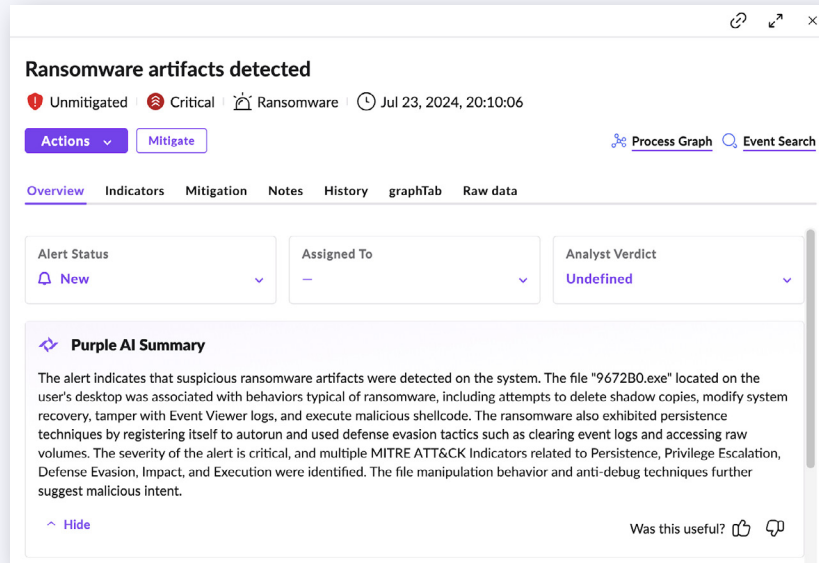 Ransomware artifacts detected
Unmitigated Critical Ransomware Jul 23, 2024, 20:10:06
Actions Mitigate Process Graph Event Search
Overview Indicators Mitigation Notes History graphTab Raw data
Alert Status Assigned To Analyst Verdict
New – Undefined
Purple AI Summary
The alert indicates that suspicious ransomware artifacts were detected on the system. The file "9672B0.exe" located on the
user's desktop was associated with behaviors typical of ransomware, including attempts to delete shadow copies, modify system
recovery, tamper with Event Viewer logs, and execute malicious shellcode. The ransomware also exhibited persistence
techniques by registering itself to autorun and used defense evasion tactics such as clearing event logs and accessing raw
volumes. The severity of the alert is critical, and multiple MITRE ATT&CK Indicators related to Persistence, Privilege Escalation,
Defense Evasion, Impact, and Execution were identified. The file manipulation behavior and anti-debug techniques further
suggest malicious intent.
Hide
Was this useful?